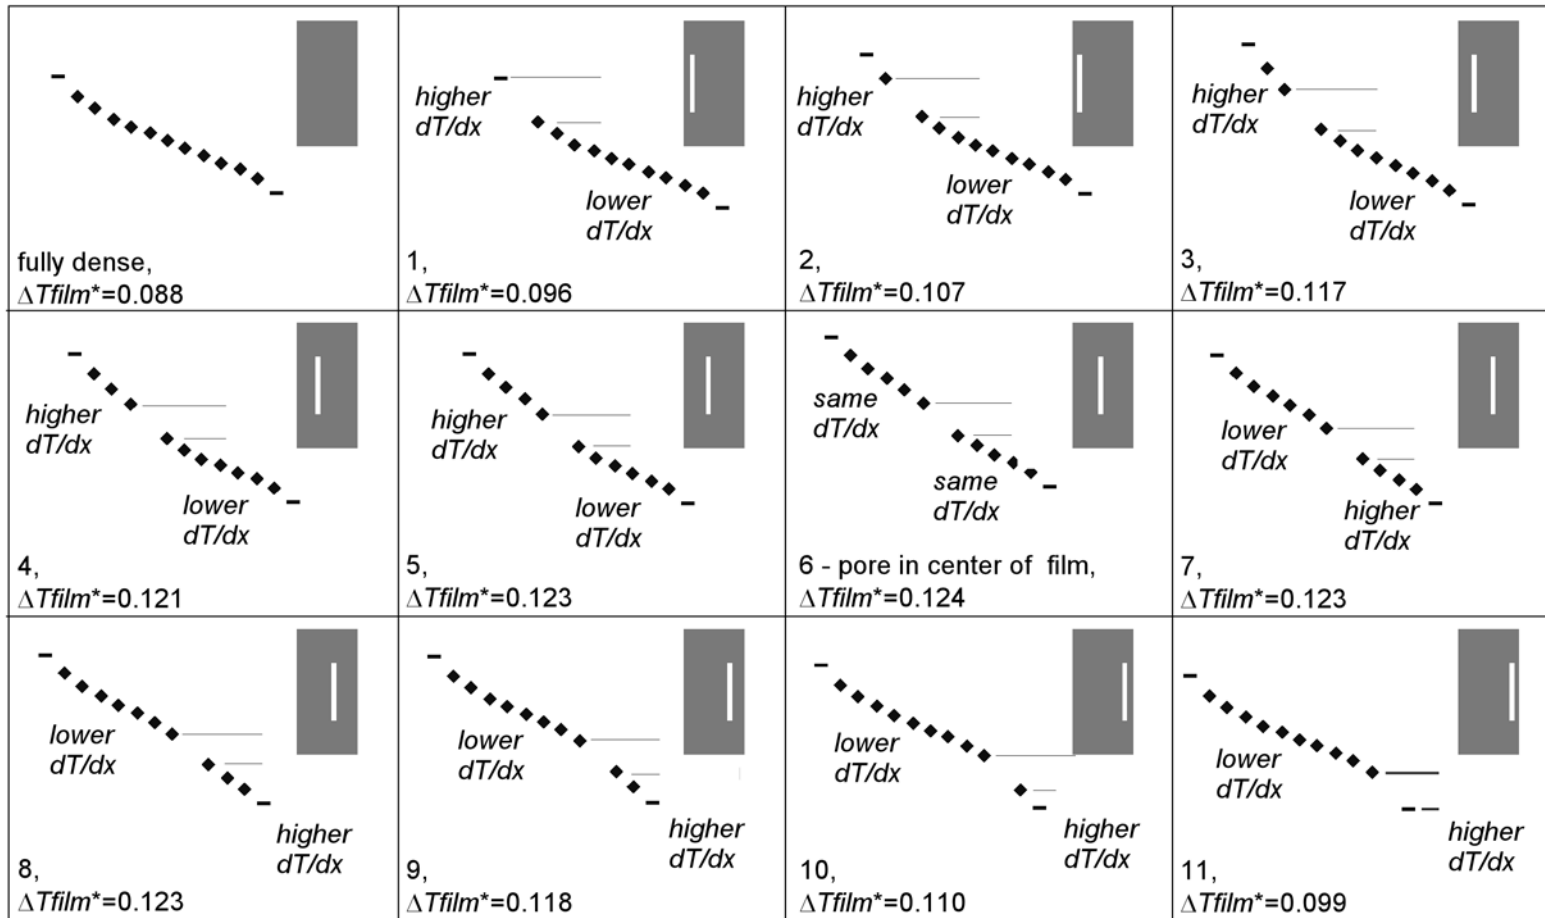 fully dense,
ΔTfilm*=0.088
higher
dT/dx
lower
dT/dx
1,
ΔTfilm*=0.096
higher
dT/dx
lower
dT/dx
2,
ΔTfilm*=0.107
higher
dT/dx
lower
dT/dx
3,
ΔTfilm*=0.117
higher
dT/dx
lower
dT/dx
4,
ΔTfilm*=0.121
higher
dT/dx
lower
dT/dx
5,
ΔTfilm*=0.123
same
dT/dx
same
dT/dx
6 - pore in center of film,
ΔTfilm*=0.124
lower
dT/dx
higher
dT/dx
7,
ΔTfilm*=0.123
lower
dT/dx
higher
dT/dx
8,
ΔTfilm*=0.123
lower
dT/dx
higher
dT/dx
9,
ΔTfilm*=0.118
lower
dT/dx
higher
dT/dx
10,
ΔTfilm*=0.110
lower
dT/dx
higher
dT/dx
11,
ΔTfilm*=0.099